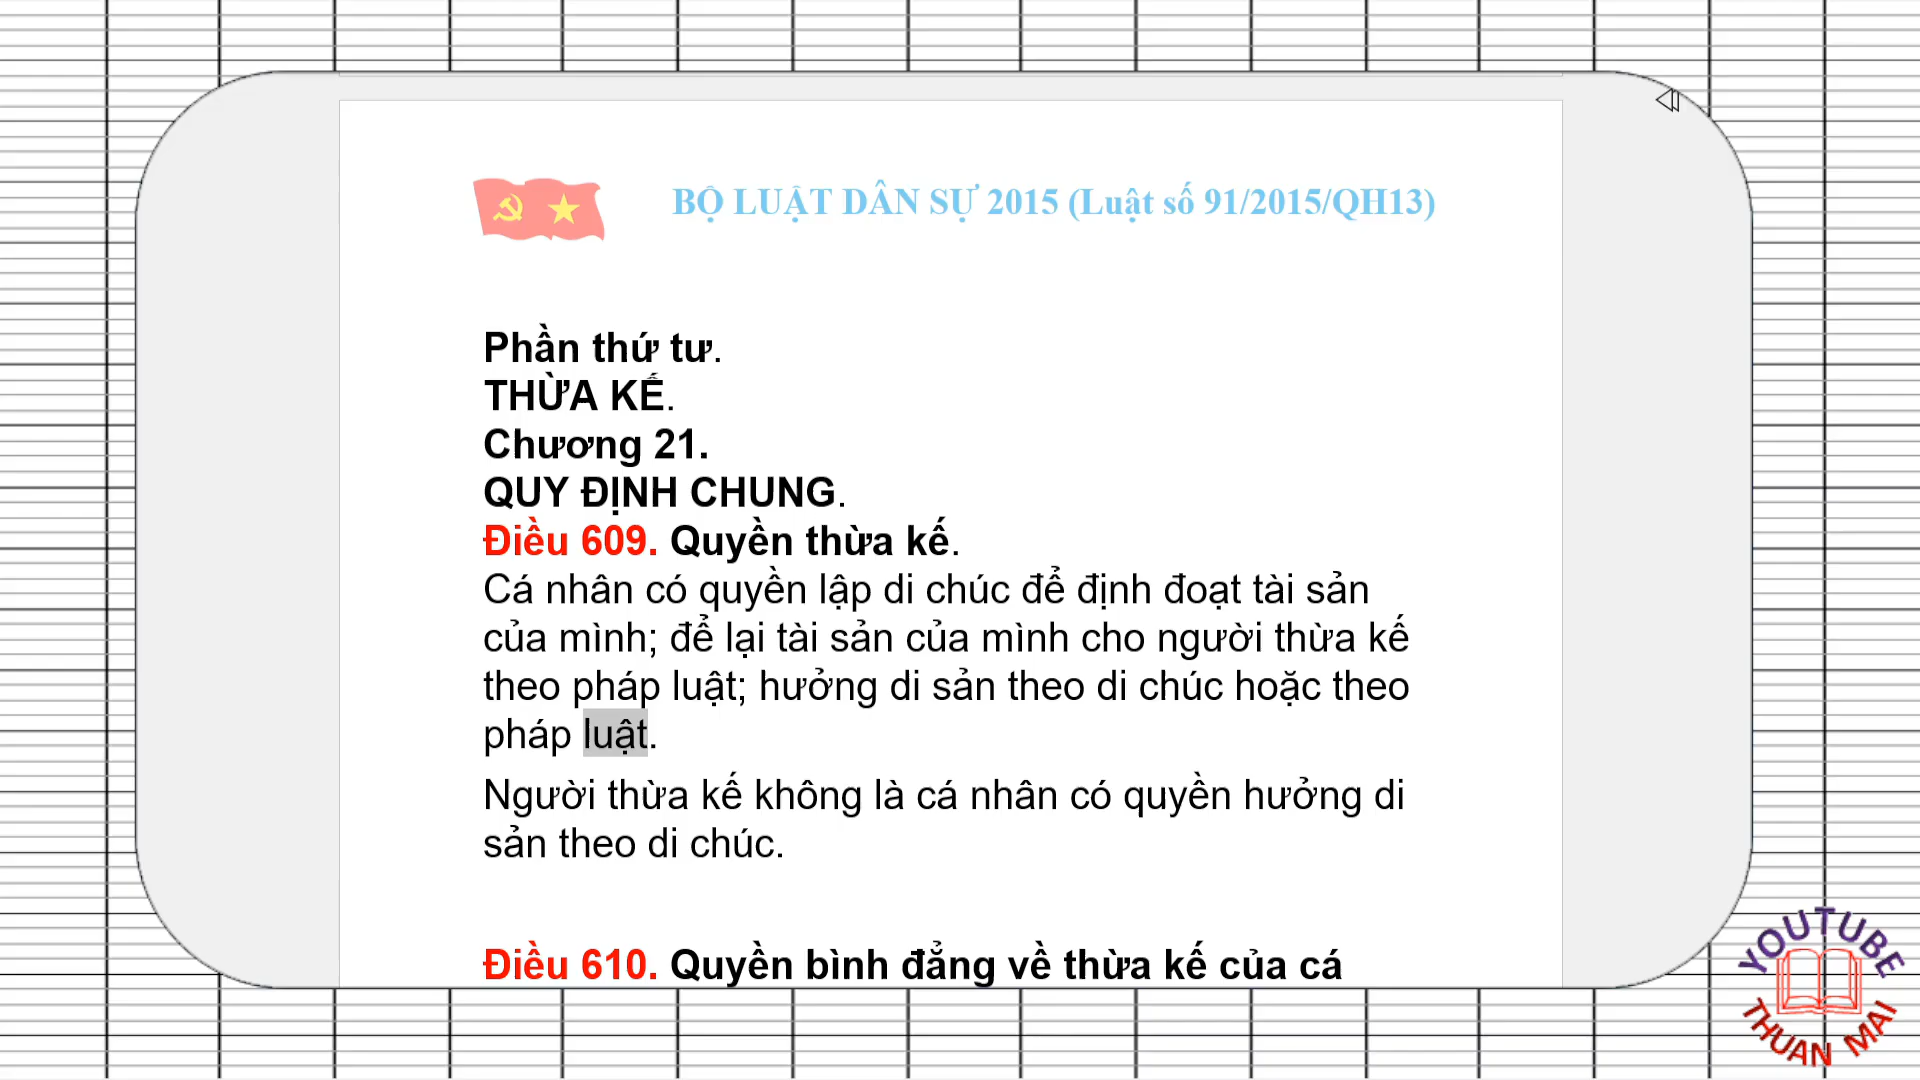 BỘ LUẬT DÂN SỰ 2015 (Luật số 91/2015/QH13)
Phần thứ tư.
THỪA KẾ.
Chương 21.
QUY ĐỊNH CHUNG.
Điều 609. Quyền thừa kế.
Cá nhân có quyền lập di chúc để định đoạt tài sản
của mình; để lại tài sản của mình cho người thừa kế
theo pháp luật; hưởng di sản theo di chúc hoặc theo
pháp luật.
Người thừa kế không là cá nhân có quyền hưởng di
sản theo di chúc.
Điều 610. Quyền bình đẳng về thừa kế của cá
YOUTUBE
THUAN MAI